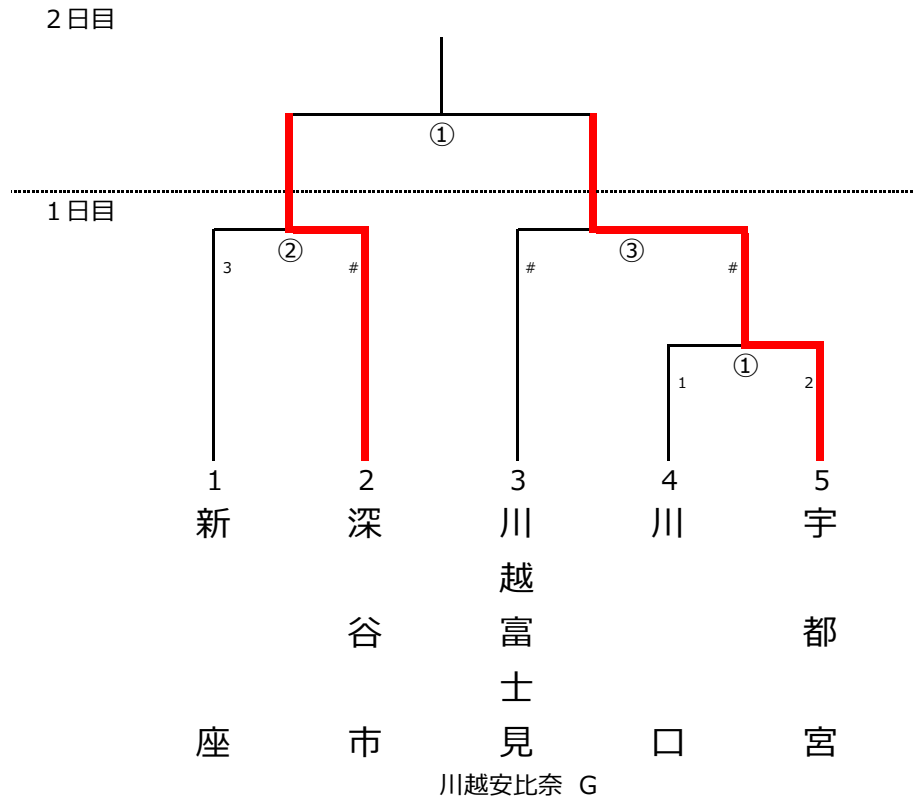 2日目
①
1日目
② ③
3 # # #
①
1 2
1 2 3 4 5
新座
深谷市
川越富士見
川口
宇都宮
川越安比奈 G